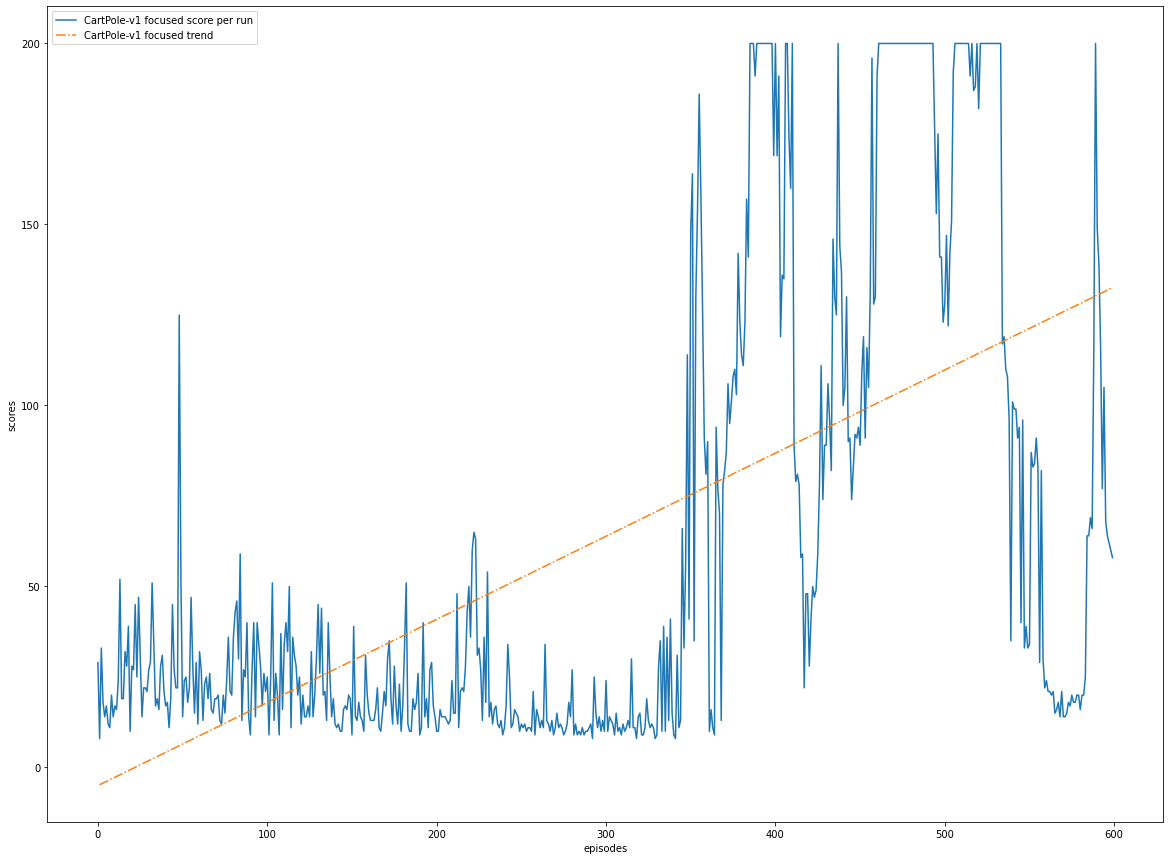 CartPole-v1 focused score per run
CartPole-v1 focused trend
200
150
100
50
0
scores
0 100 200 300 400 500 600
episodes